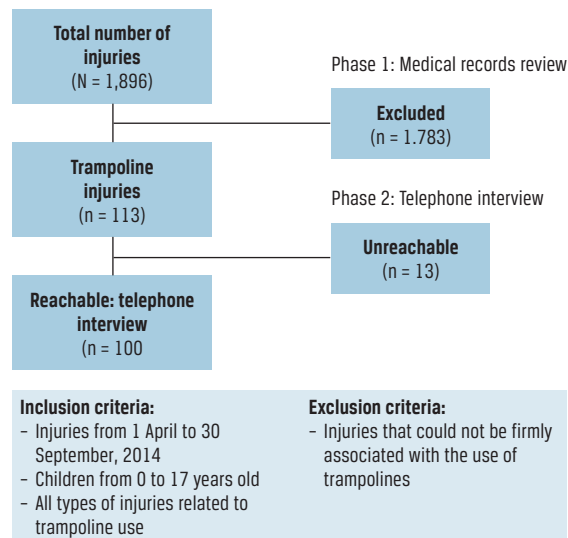 Total number of
injuries
(N = 1,896)
Phase 1: Medical records review
Excluded
(n = 1.783)
Trampoline
injuries
(n = 113)
Phase 2: Telephone interview
Unreachable
(n = 13)
Reachable: telephone
interview
(n = 100
Inclusion criteria:
- Injuries from 1 April to 30
September, 2014
- Children from 0 to 17 years old
- All types of injuries related to
trampoline use
Exclusion criteria:
- Injuries that could not be firmly
associated with the use of
trampolines